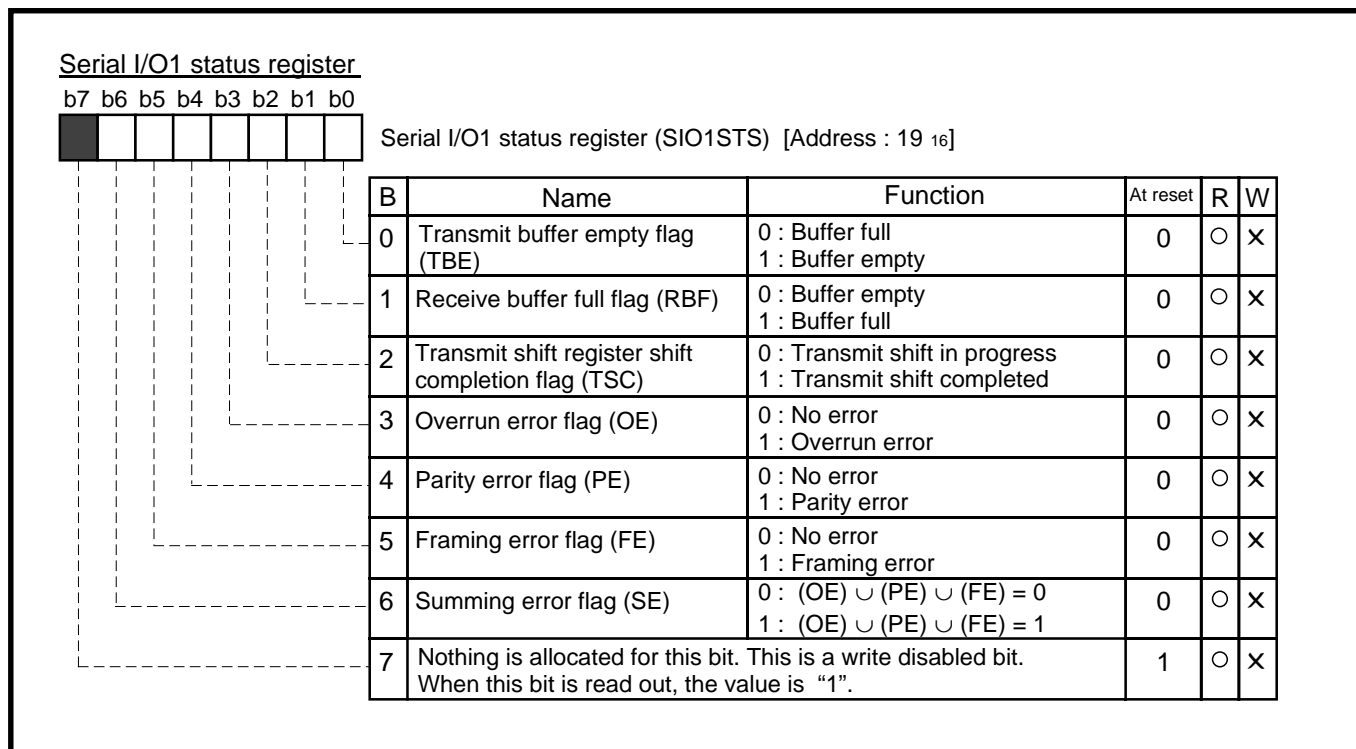 Serial I/O1 status register
b7 b6 b5 b4 b3 b2 b1 b0
Serial I/O1 status register (SIO1STS) [Address : 19 16]
B Name Function At reset R W
0 Transmit buffer empty flag (TBE) 0 : Buffer full 0 ○ ×
1 : Buffer empty
1 Receive buffer full flag (RBF) 0 : Buffer empty 0 ○ ×
1 : Buffer full
2 Transmit shift register shift completion flag (TSC) 0 : Transmit shift in progress 0 ○ ×
1 : Transmit shift completed
3 Overrun error flag (OE) 0 : No error 0 ○ ×
1 : Overrun error
4 Parity error flag (PE) 0 : No error 0 ○ ×
1 : Parity error
5 Framing error flag (FE) 0 : No error 0 ○ ×
1 : Framing error
6 Summing error flag (SE) 0 : (OE) ∪ (PE) ∪ (FE) = 0 0 ○ ×
1 : (OE) ∪ (PE) ∪ (FE) = 1
7 Nothing is allocated for this bit. This is a write disabled bit. 1 ○ ×
When this bit is read out, the value is “1”.